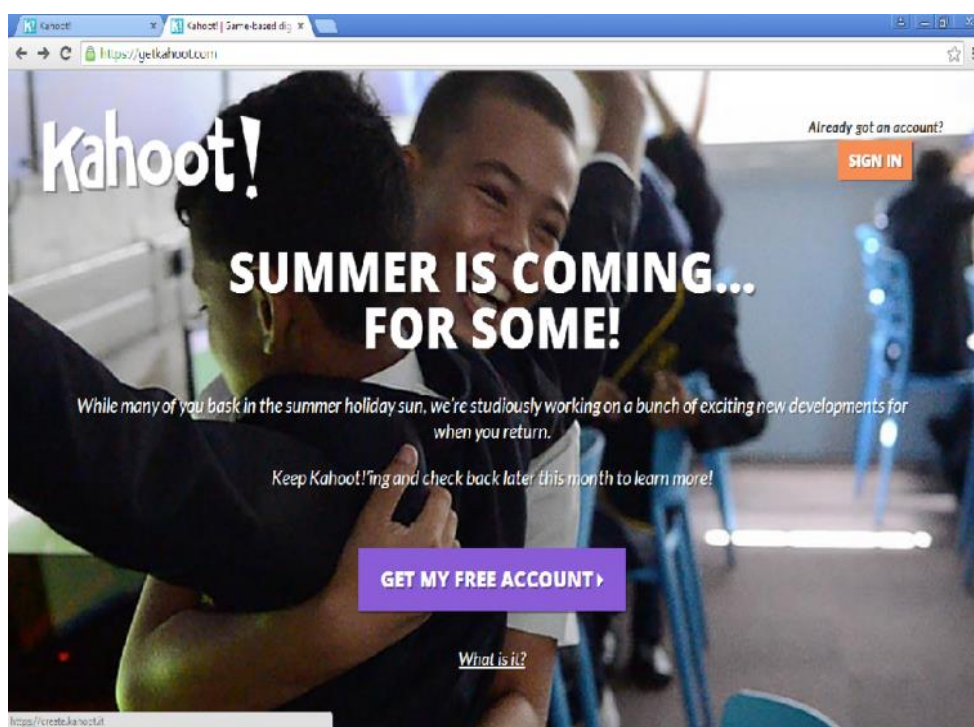 Kahoot!
Kahoot! | Game-based dig
https://getkahoot.com
Kahoot!
Already got an account?
SIGN IN
SUMMER IS COMING...
FOR SOME!
While many of you bask in the summer holiday sun, we're studiously working on a bunch of exciting new developments for
when you return.
Keep Kahoot!'ing and check back later this month to learn more!
GET MY FREE ACCOUNT
What is it?
https://create.kahoot.it